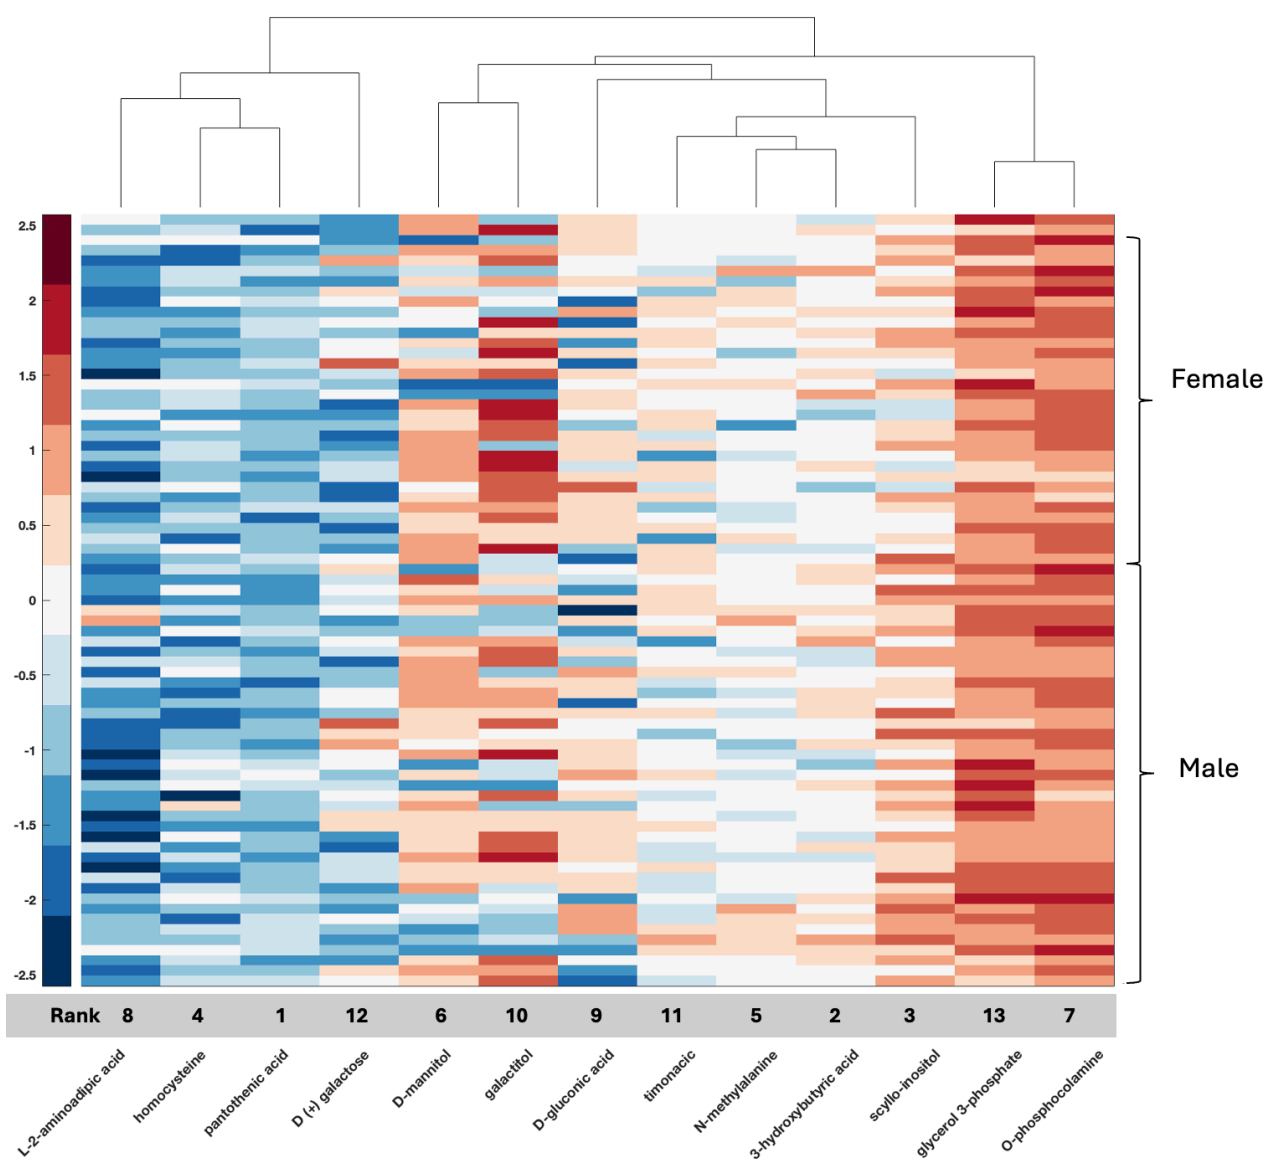 2.5
2
1.5
1
0.5
0
-0.5
-1
-1.5
-2
-2.5
Female
Male
Rank 8 4 1 12 6 10 9 11 5 2 3 13 7
L-2-aminoadipic acid
homocysteine
pantothenic acid
D (+) galactose
D-mannitol
galactitol
D-gluconic acid
timonacic
N-methylalanine
3-hydroxybutyric acid
scyllo-inositol
glycerol 3-phosphate
O-phosphocolamine